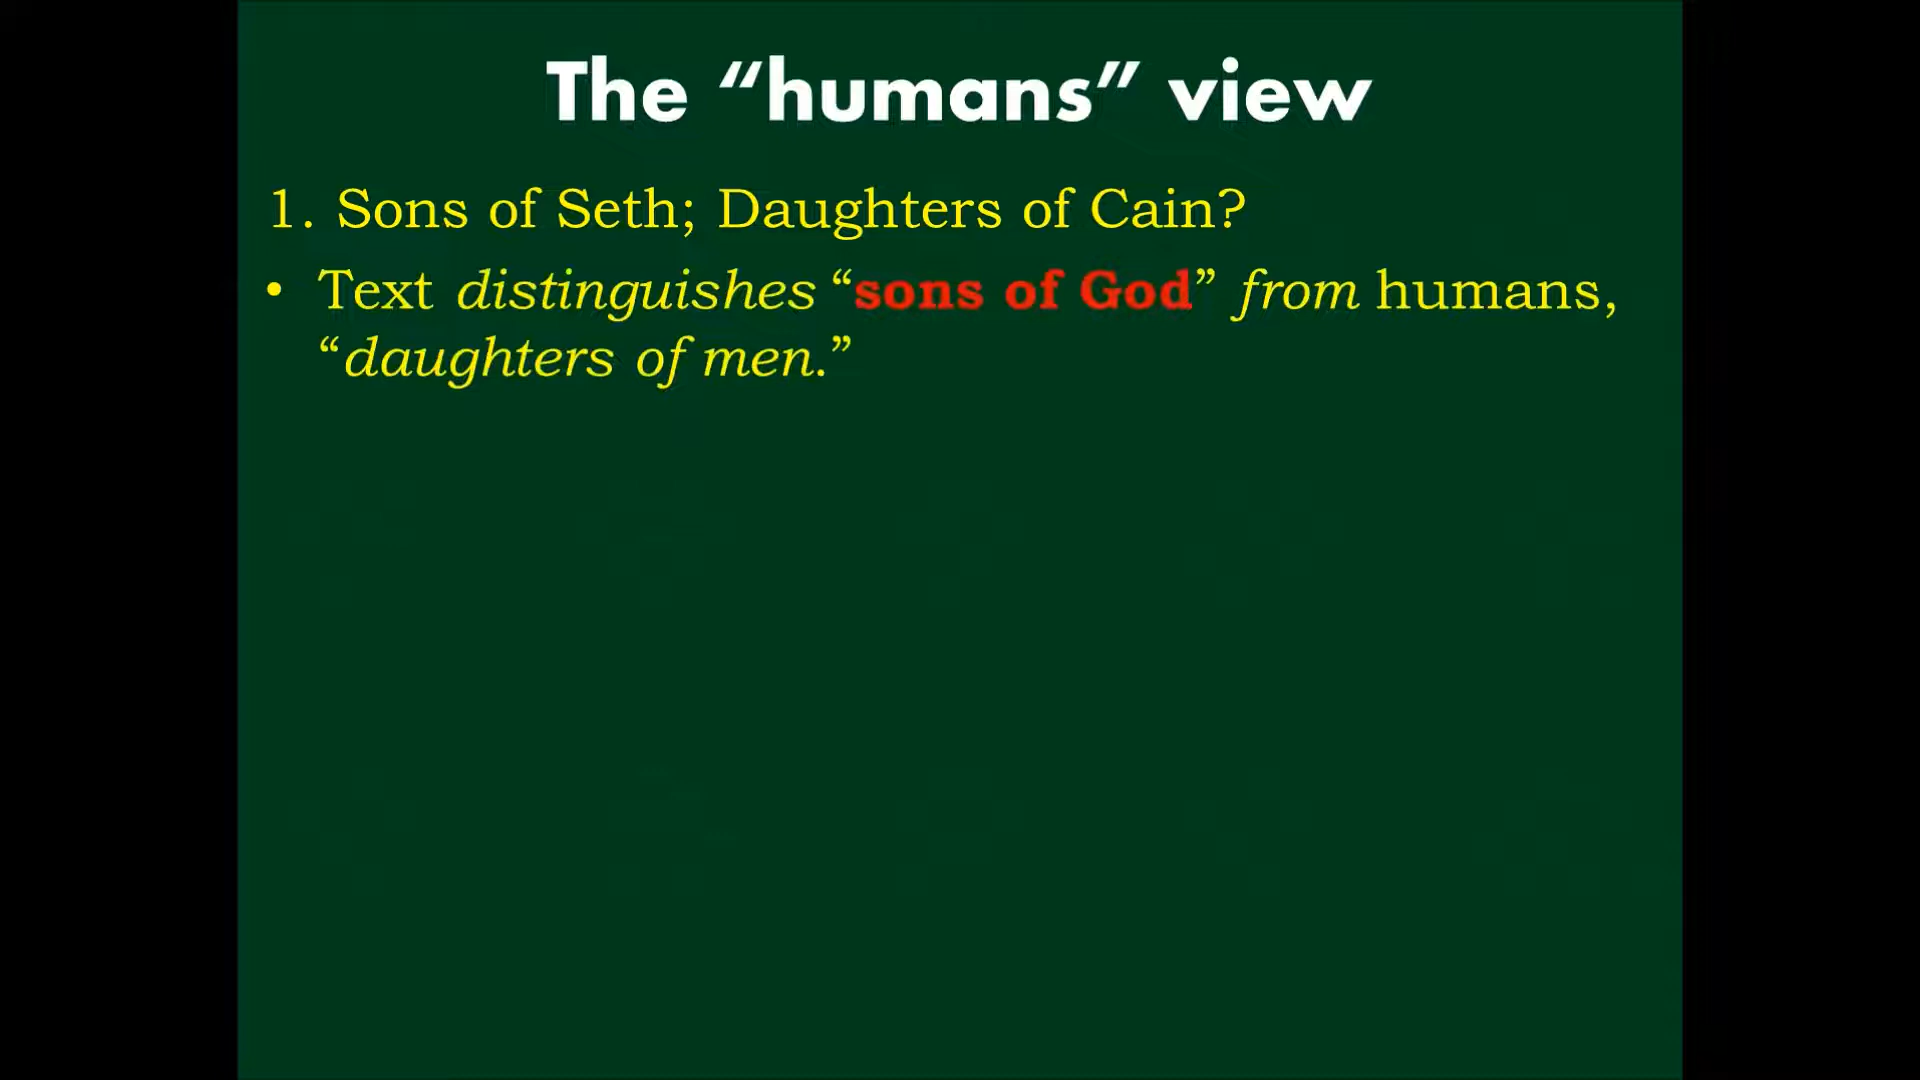 The “humans” view
1. Sons of Seth; Daughters of Cain?
• Text distinguishes “sons of God” from humans,
“daughters of men.”